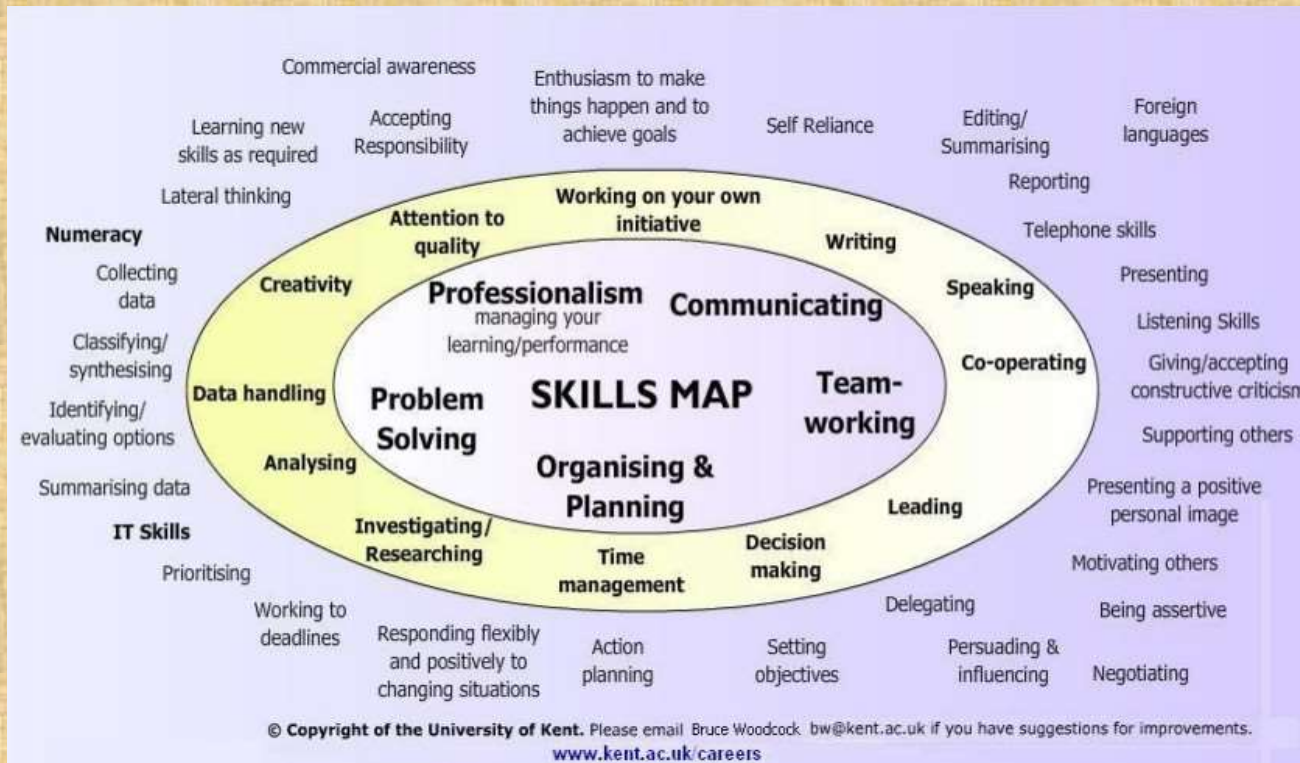 Commercial awareness
Enthusiasm to make
things happen and to
achieve goals
Learning new
skills as required
Accepting
Responsibility
Self Reliance
Editing/
Summarising
Foreign
languages
Lateral thinking
Reporting
Numeracy
Attention to
quality
Working on your own
initiative
Writing
Telephone skills
Collecting
data
Creativity
Speaking
Presenting
Professionalism
managing your
learning/performance
Communicating
Listening Skills
Classifying/
synthesising
Data handling
Problem
Solving
SKILLS MAP
Team-
working
Co-operating
Giving/accepting
constructive criticism
Identifying/
evaluating options
Supporting others
Analysing
Organising &
Planning
Summarising data
Leading
Presenting a positive
personal image
IT Skills
Investigating/
Researching
Time
management
Decision
making
Motivating others
Prioritising
Delegating
Being assertive
Working to
deadlines
Responding flexibly
and positively to
changing situations
Action
planning
Setting
objectives
Persuading &
influencing
Negotiating
© Copyright of the University of Kent. Please email Bruce Woodcock bw@kent.ac.uk if you have suggestions for improvements.
www.kent.ac.uk/careers